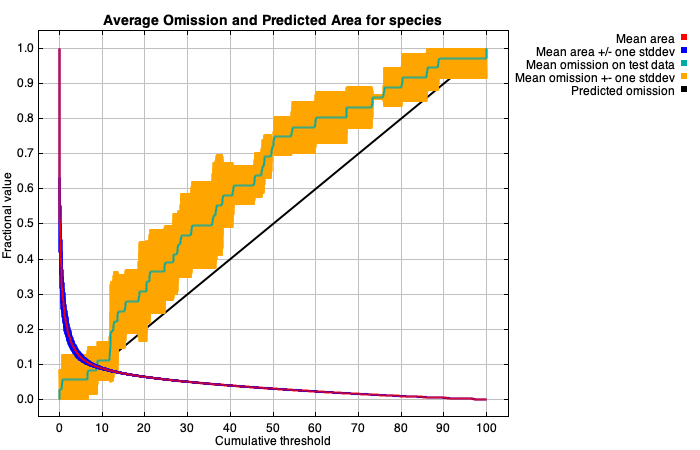 Average Omission and Predicted Area for species
Mean area
Mean area +/- one stddev
Mean omission on test data
Mean omission +- one stddev
Predicted omission
Fractional value
1.0
0.9
0.8
0.7
0.6
0.5
0.4
0.3
0.2
0.1
0.0
0 10 20 30 40 50 60 70 80 90 100
Cumulative threshold